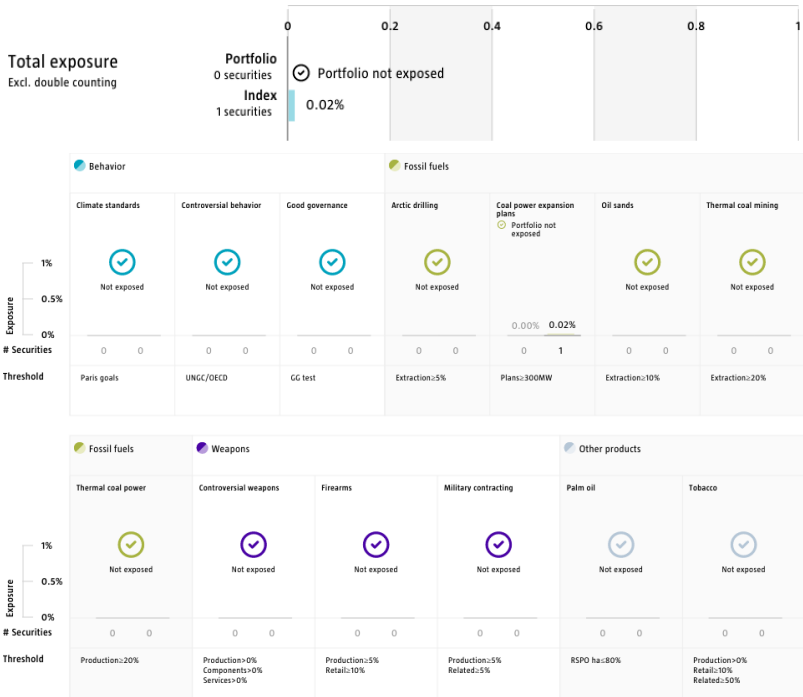 0 0.2 0.4 0.6 0.8 1
Total exposure
Excl. double counting
Portfolio
0 securities
Portfolio not exposed
Index
1 securities
0.02%
Behavior
Fossil fuels
Climate standards
Controversial behavior
Good governance
Arctic drilling
Coal power expansion
plans
Portfolio not
exposed
Oil sands
Thermal coal mining
Exposure
1%
0.5%
0%
Not exposed
Not exposed
Not exposed
Not exposed
0.00% 0.02%
Not exposed
Not exposed
# Securities
0 0
0 0
0 0
0 0
0 1
0 0
0 0
Threshold
Paris goals
UNGC/OECD
GG test
Extraction≥5%
Plans≥300MW
Extraction≥10%
Extraction≥20%
Fossil fuels
Weapons
Other products
Thermal coal power
Controversial weapons
Firearms
Military contracting
Palm oil
Tobacco
Exposure
1%
0.5%
0%
Not exposed
Not exposed
Not exposed
Not exposed
Not exposed
Not exposed
# Securities
0 0
0 0
0 0
0 0
0 0
0 0
Threshold
Production≥20%
Production>0%
Components>0%
Services>0%
Production≥5%
Retail≥10%
Production≥5%
Related≥5%
RSPO ha≤80%
Production>0%
Retail≥10%
Related≥50%